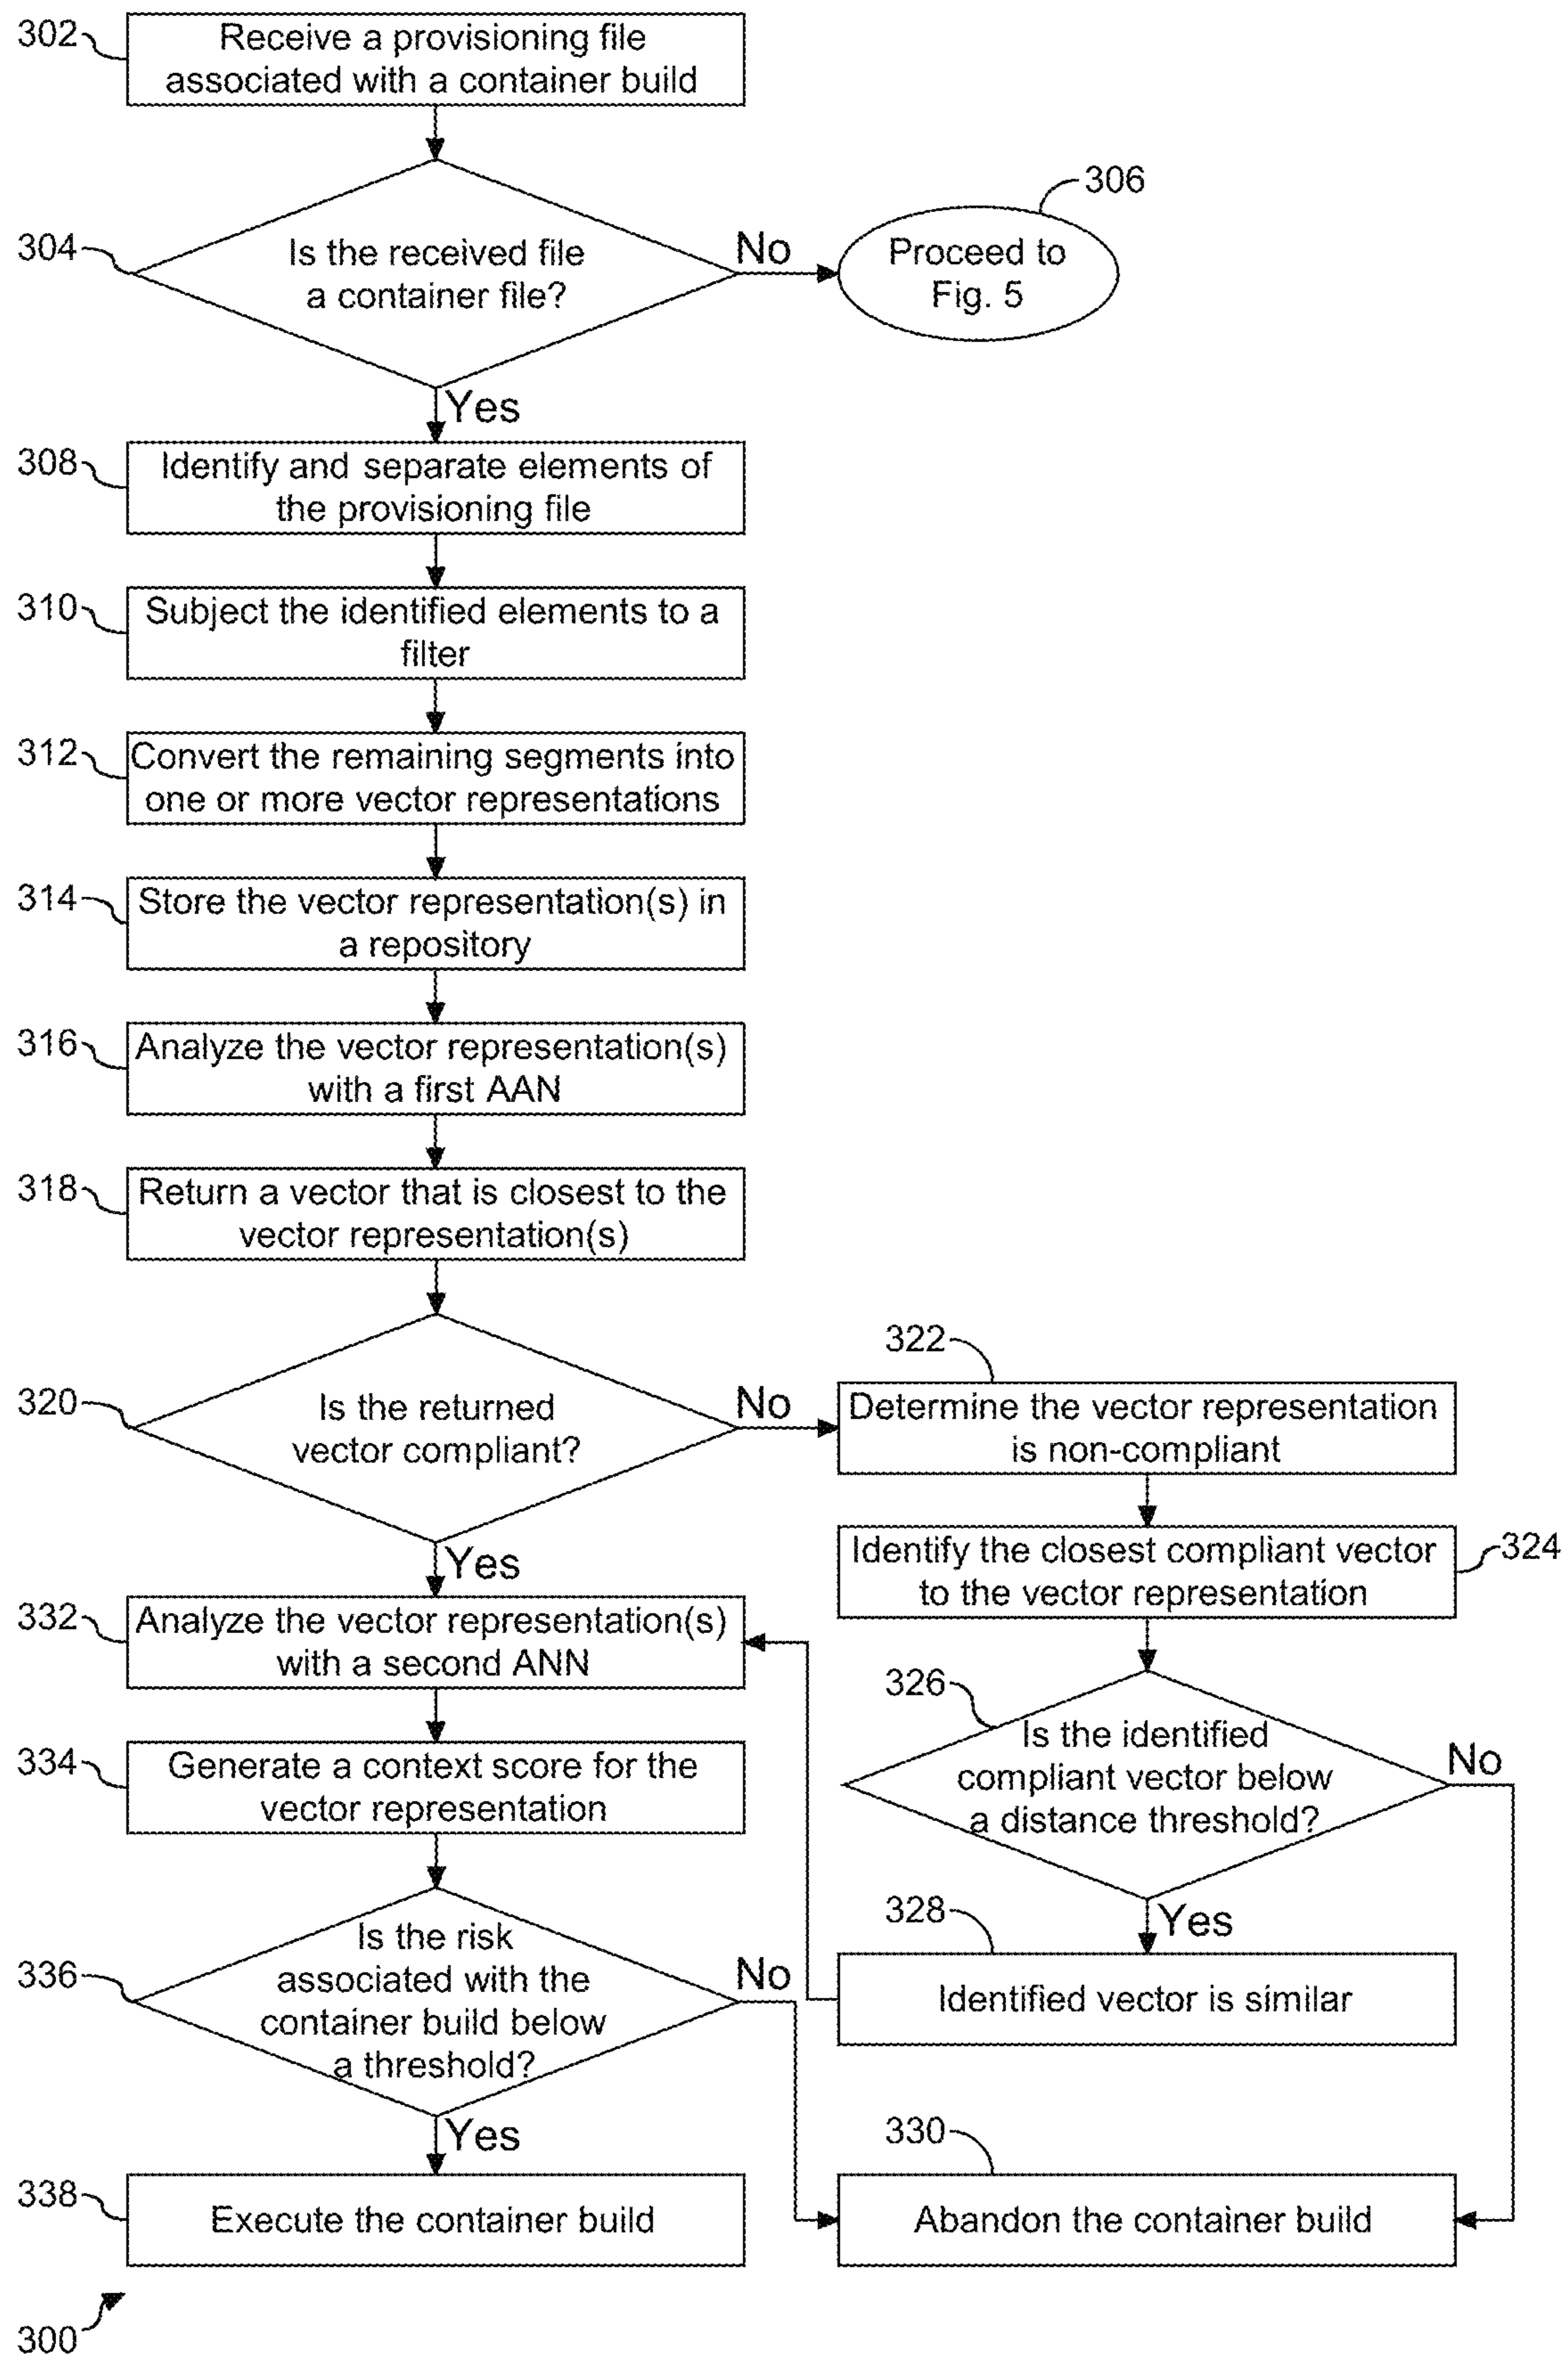 302
Receive a provisioning file
associated with a container build
304
Is the received file
a container file?
No
306
Proceed to
Fig. 5
Yes
308
Identify and separate elements of
the provisioning file
310
Subject the identified elements to a
filter
312
Convert the remaining segments into
one or more vector representations
314
Store the vector representation(s) in
a repository
316
Analyze the vector representation(s)
with a first AAN
318
Return a vector that is closest to the
vector representation(s)
320
Is the returned
vector compliant?
No
322
Determine the vector representation
is non-compliant
324
Identify the closest compliant vector
to the vector representation
326
Is the identified
compliant vector below
a distance threshold?
No
Yes
328
Identified vector is similar
330
Abandon the container build
Yes
332
Analyze the vector representation(s)
with a second ANN
334
Generate a context score for the
vector representation
336
Is the risk
associated with the
container build below
a threshold?
No
Yes
338
Execute the container build
300